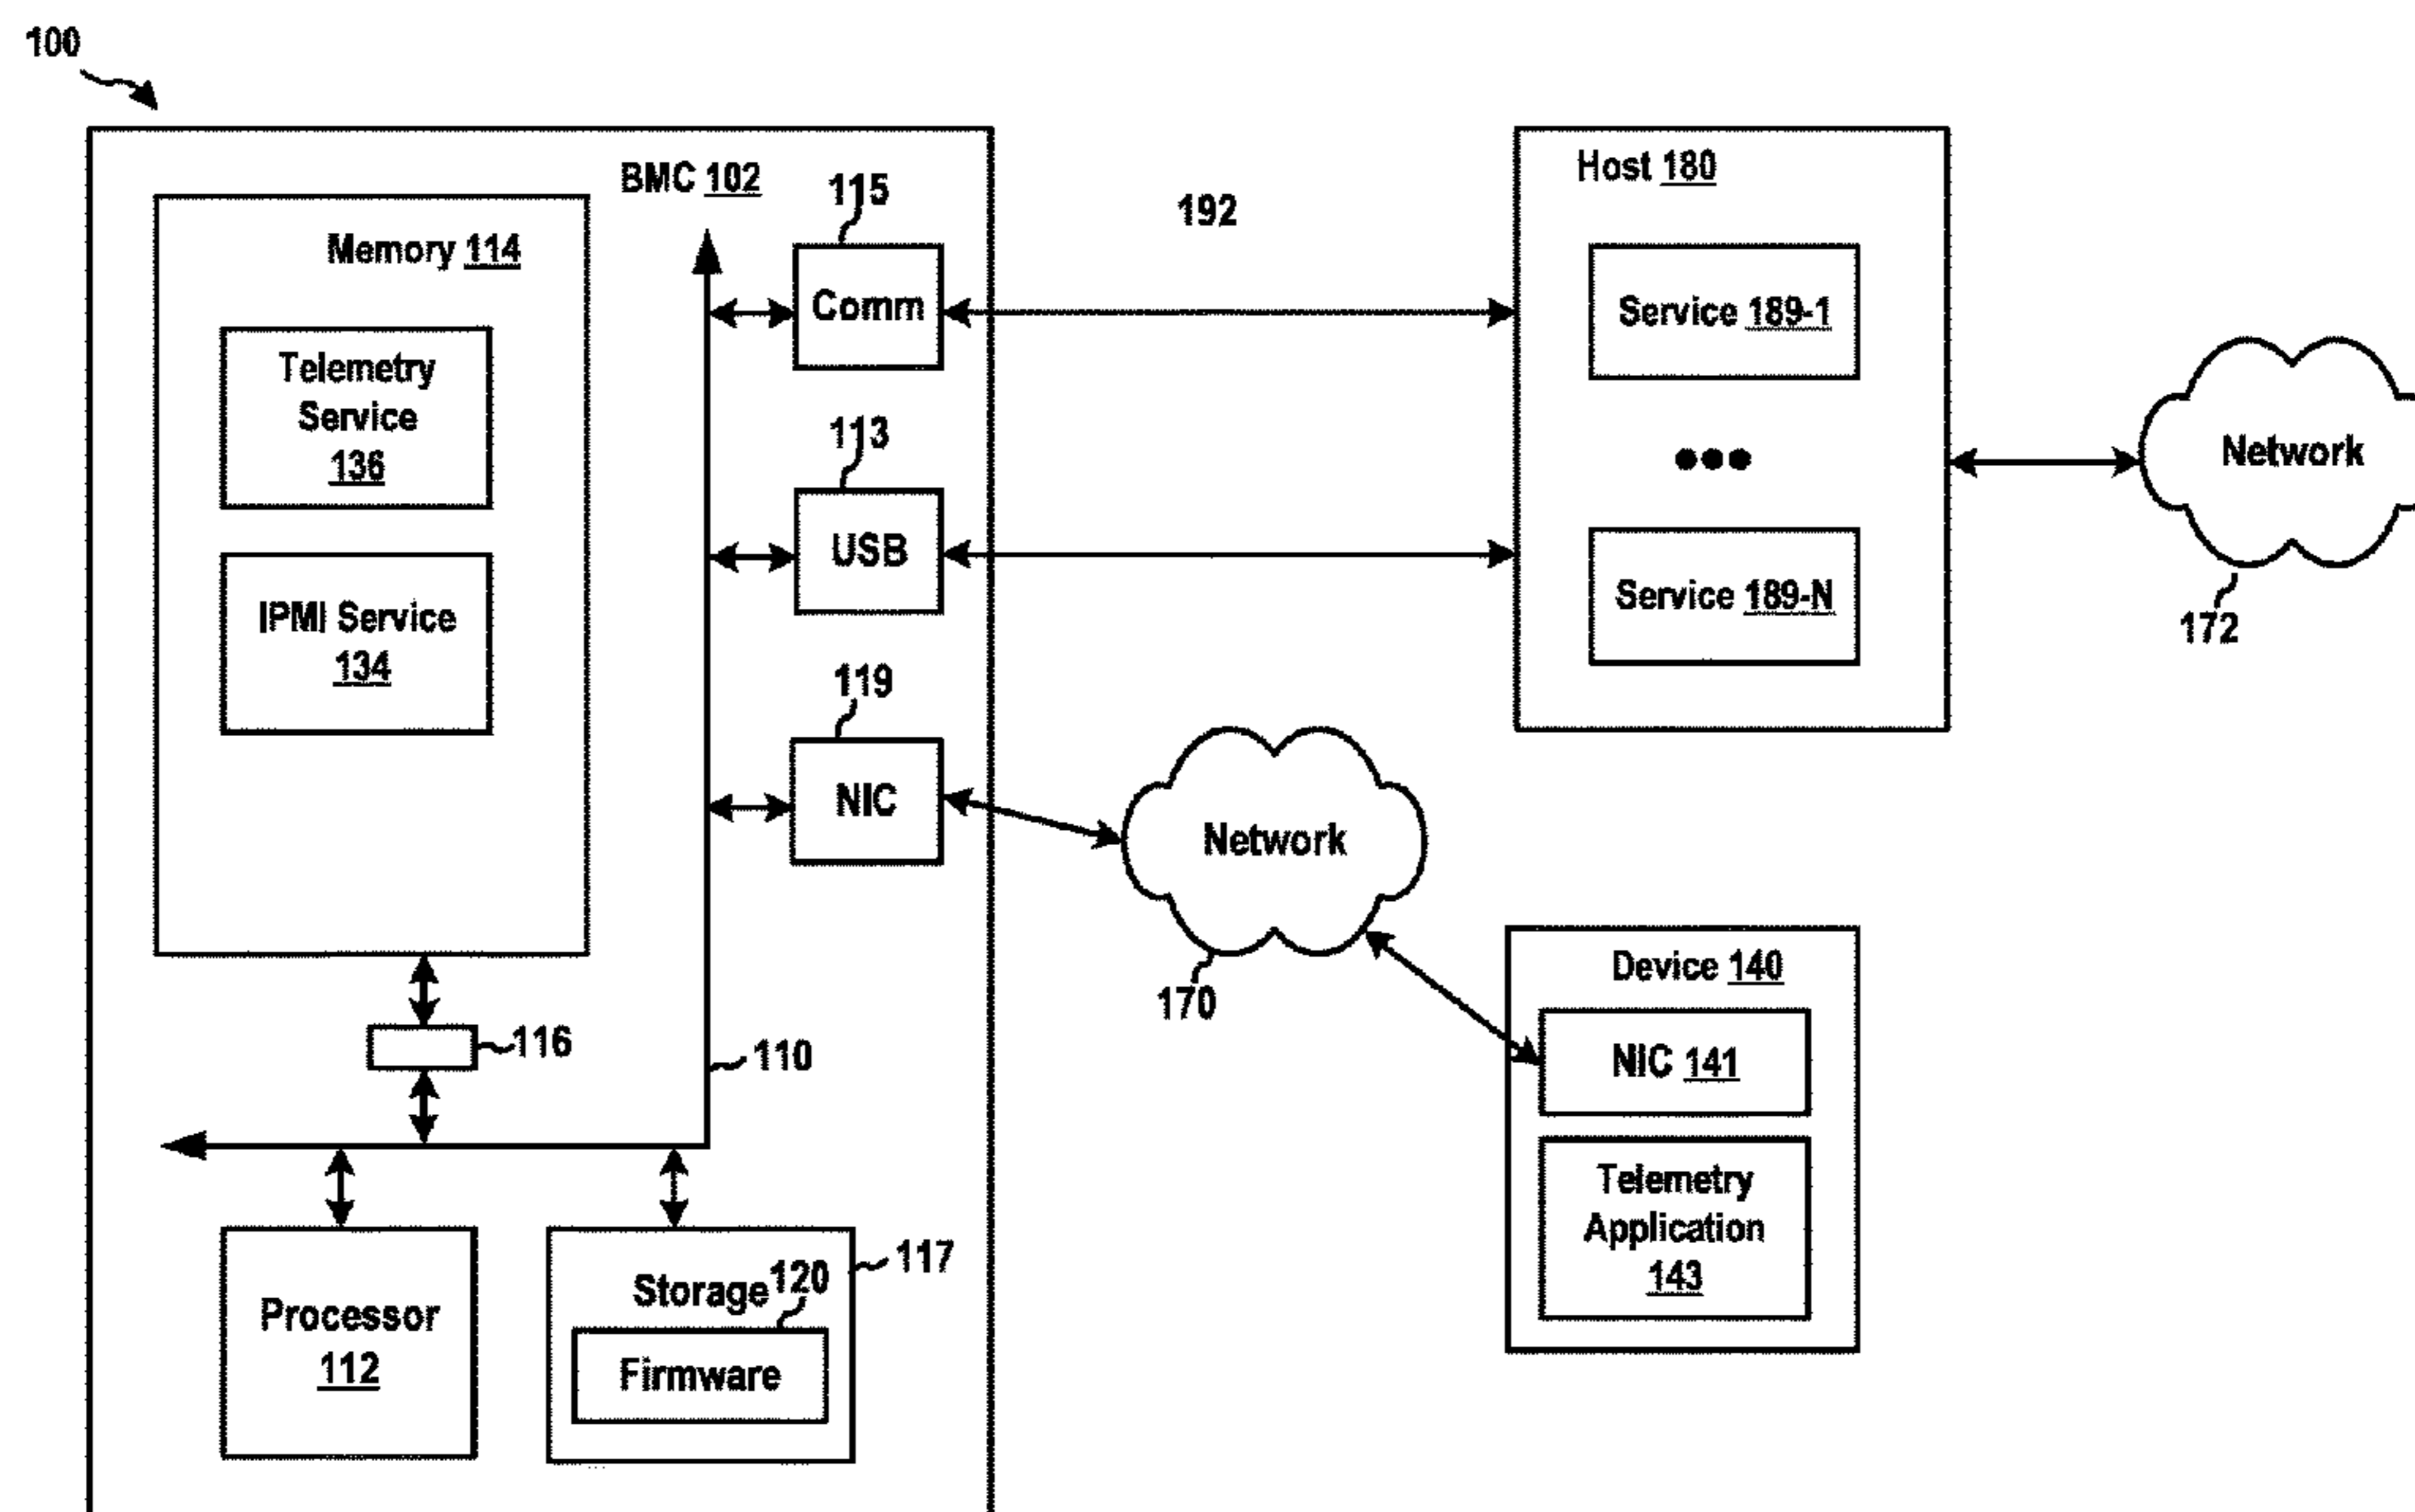 100
BMC 102
Memory 114
Telemetry
Service
136
IPMI Service
134
115
Comm
113
USB
119
NIC
116
110
Processor
112
Storage
120
Firmware
117
192
Host 180
Service 189-1
●●●
Service 189-N
Network
172
Network
170
Device 140
NIC 141
Telemetry
Application
143